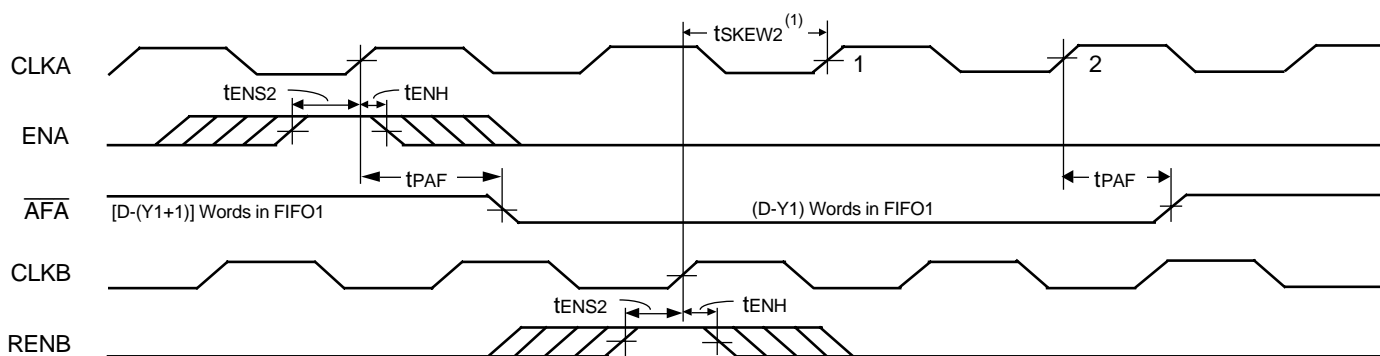 tSKEW2(1)
CLKA
1
2
tENS2
tENH
ENA
tPAF
tPAF
AFA
[D-(Y1+1)] Words in FIFO1
(D-Y1) Words in FIFO1
CLKB
tENS2
tENH
RENB